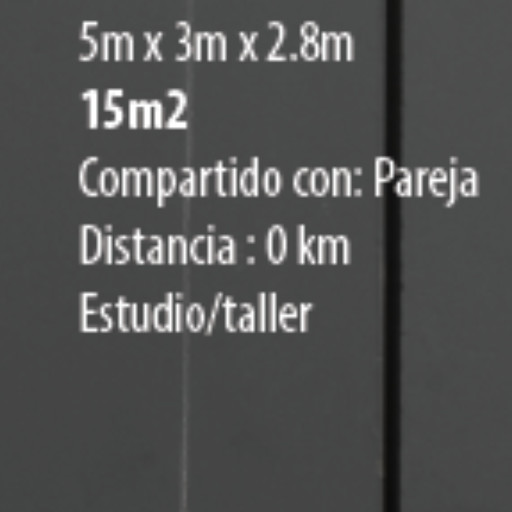 5m x 3m x 2.8m
15m2
Compartido con: Pareja
Distancia : 0 km
Estudio/taller